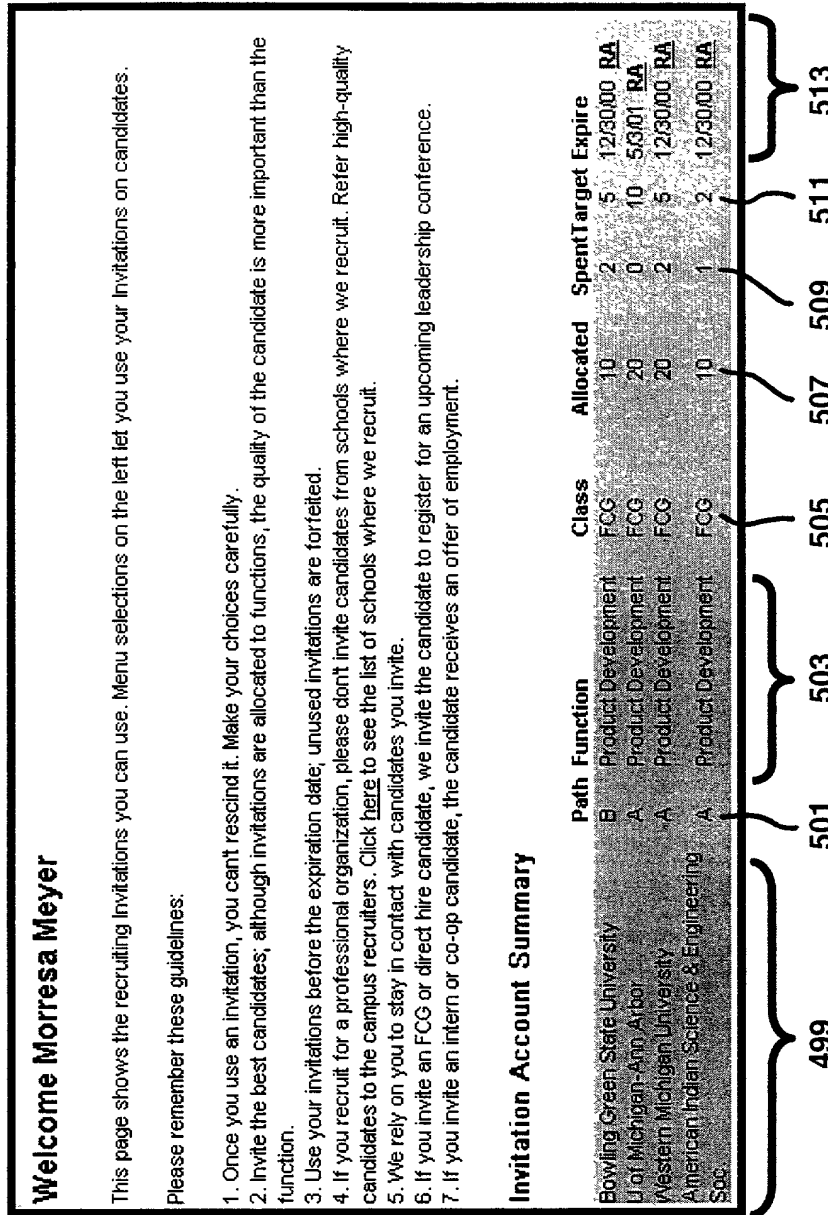 Welcome Morresa Meyer
This page shows the recruiting Invitations you can use. Menu selections on the left let you use your Invitations on candidates.
Please remember these guidelines:
1. Once you use an invitation, you can't rescind it. Make your choices carefully.
2. Invite the best candidates; although invitations are allocated to functions, the quality of the candidate is more important than the
function.
3. Use your invitations before the expiration date; unused invitations are forfeited.
4. If you recruit for a professional organization, please don't invite candidates from schools where we recruit. Refer high-quality
candidates to the campus recruiters. Click here to see the list of schools where we recruit.
5. We rely on you to stay in contact with candidates you invite.
6. If you invite an FCG or direct hire candidate, we invite the candidate to register for an upcoming leadership conference.
7. If you invite an intern or co-op candidate, the candidate receives an offer of employment.
Invitation Account Summary
Path Function Class Allocated Spent Target Expire
Bowling Green State University B Product Development FCG 10 2 5 12/30/00 RA
U of Michigan-Ann Arbor A Product Development FCG 20 0 10 5/3/01 RA
Western Michigan University A Product Development FCG 20 2 5 12/30/00 RA
American Indian Science & Engineering
Soc. A Product Development FCG 10 1 2 12/30/00 RA
499 501 503 505 507 509 511 513